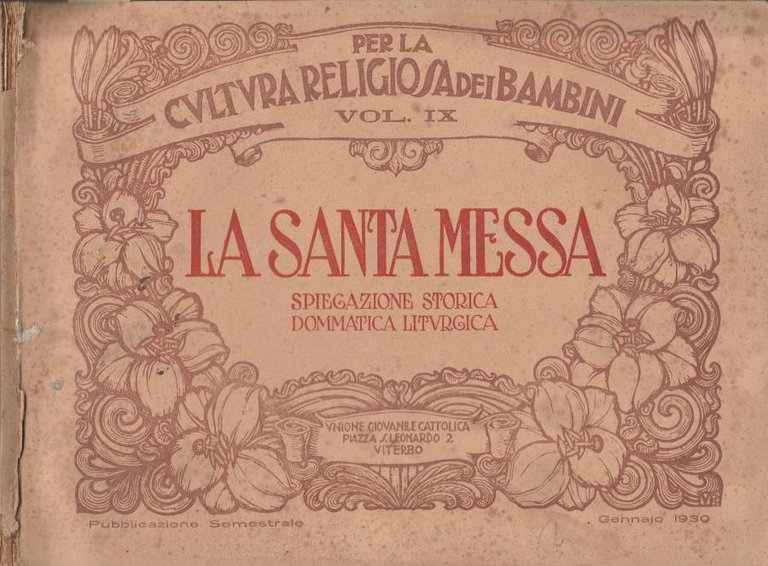 PER LA
CVLTVRA RELIGIOSA DEI BAMBINI
VOL. IX
LA SANTA MESSA
SPIEGAZIONE STORICA
DOMMATICA LITVRGICA
VNIONE GIOVANILE CATTOLICA
PIAZZA S. LEONARDO 2
VITERBO
Pubblicazione Semestrale
Gennaio 1930